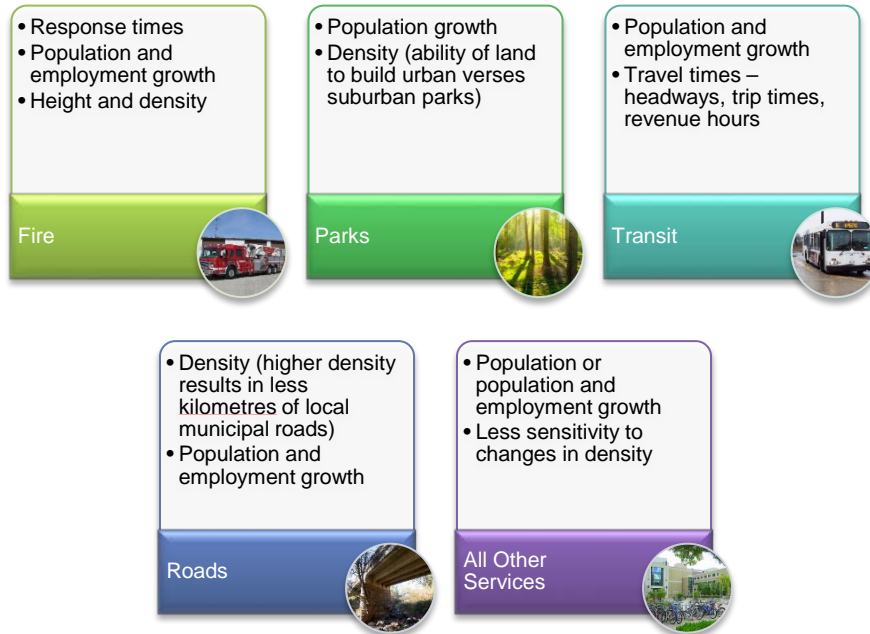 • Response times
• Population and
employment growth
• Height and density
Fire
• Population growth
• Density (ability of land
to build urban verses
suburban parks)
Parks
• Population and
employment growth
• Travel times –
headways, trip times,
revenue hours
Transit
• Density (higher density
results in less
kilometres of local
municipal roads)
• Population and
employment growth
Roads
• Population or
population and
employment growth
• Less sensitivity to
changes in density
All Other
Services